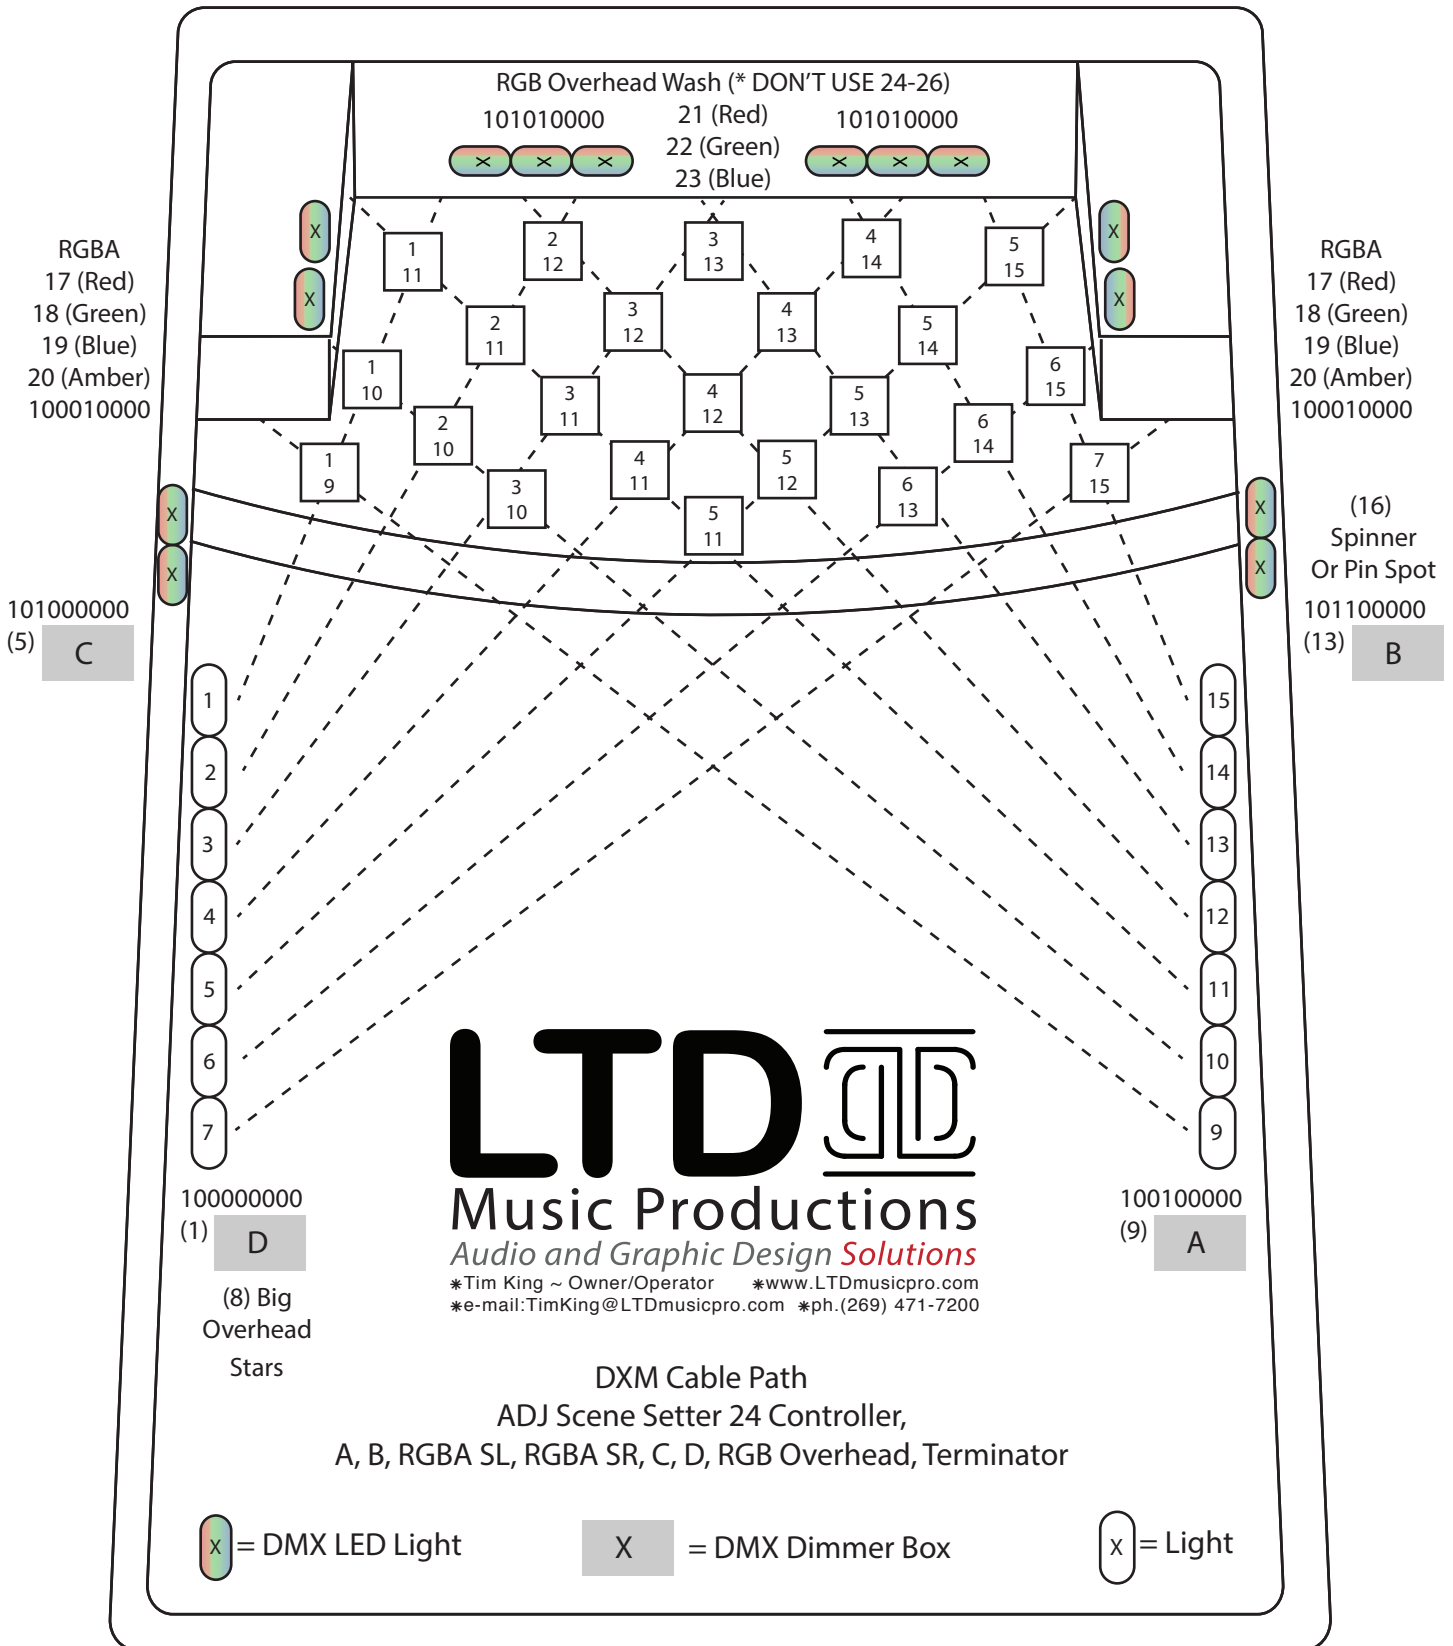 RGB Overhead Wash (* DON'T USE 24-26)
101010000
21 (Red)
22 (Green)
23 (Blue)
101010000
X X X
X X X
X
X
X
X
RGBA
17 (Red)
18 (Green)
19 (Blue)
20 (Amber)
100010000
RGBA
17 (Red)
18 (Green)
19 (Blue)
20 (Amber)
100010000
1
11
2
12
3
13
4
14
5
15
2
11
3
12
4
13
5
14
1
10
3
11
4
12
5
13
6
15
2
10
6
14
1
9
4
11
5
12
7
15
3
10
6
13
5
11
X
X
X
X
(16)
Spinner
Or Pin Spot
101000000
(5)
C
101100000
(13)
B
1
2
3
4
5
6
7
15
14
13
12
11
10
9
100000000
(1)
D
(8) Big
Overhead
Stars
100100000
(9)
A
LTD
Music Productions
Audio and Graphic Design Solutions
*Tim King ~ Owner/Operator *www.LTDmusicpro.com
*e-mail:TimKing@LTDmusicpro.com *ph.(269) 471-7200
DXM Cable Path
ADJ Scene Setter 24 Controller,
A, B, RGBA SL, RGBA SR, C, D, RGB Overhead, Terminator
X = DMX LED Light
X = DMX Dimmer Box
X = Light